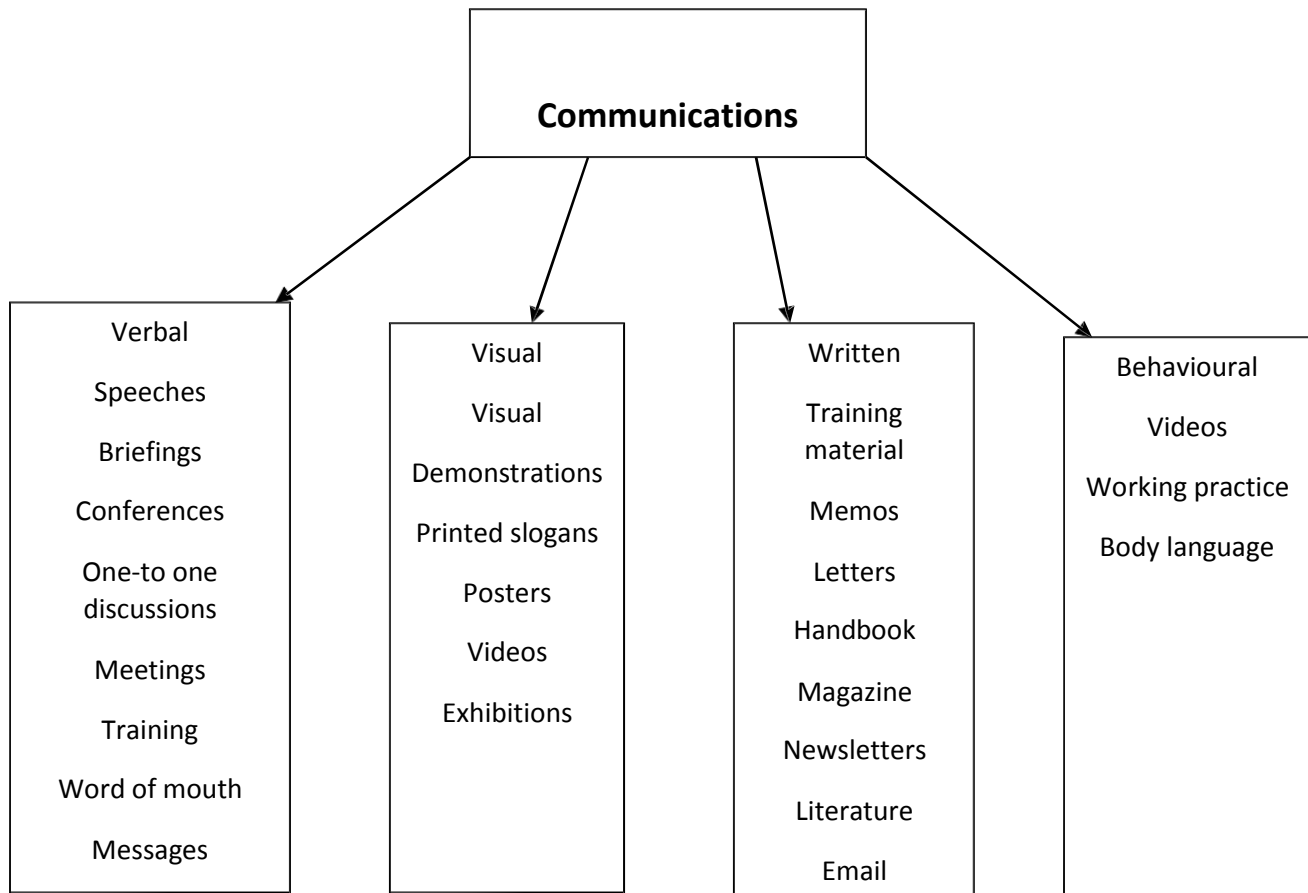 Communications
Verbal
Speeches
Briefings
Conferences
One-to one
discussions
Meetings
Training
Word of mouth
Messages
Visual
Visual
Demonstrations
Printed slogans
Posters
Videos
Exhibitions
Written
Training
material
Memos
Letters
Handbook
Magazine
Newsletters
Literature
Email
Behavioural
Videos
Working practice
Body language